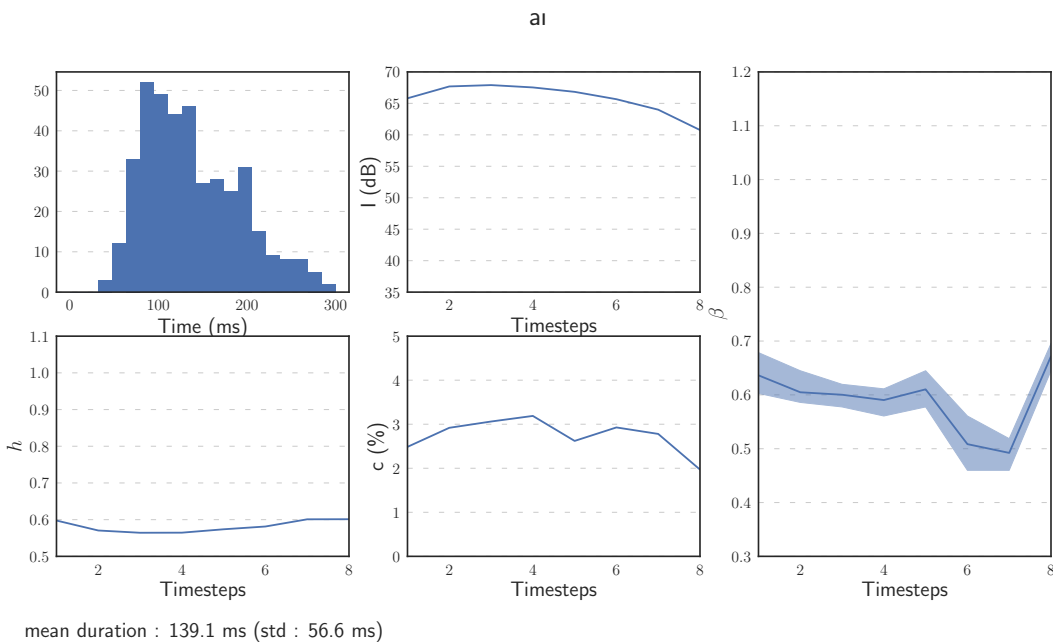 aı
50
40
30
20
10
0
0 100 200 300
Time (ms)
70
65
60
55
50
45
40
35
I (dB)
2 4 6 8
Timesteps
1.1
1.0
0.9
0.8
0.7
0.6
0.5
h
2 4 6 8
Timesteps
5
4
3
2
1
0
c (%)
2 4 6 8
Timesteps
1.2
1.1
1.0
0.9
0.8
0.7
0.6
0.5
0.4
0.3
β
2 4 6 8
Timesteps
mean duration : 139.1 ms (std : 56.6 ms)